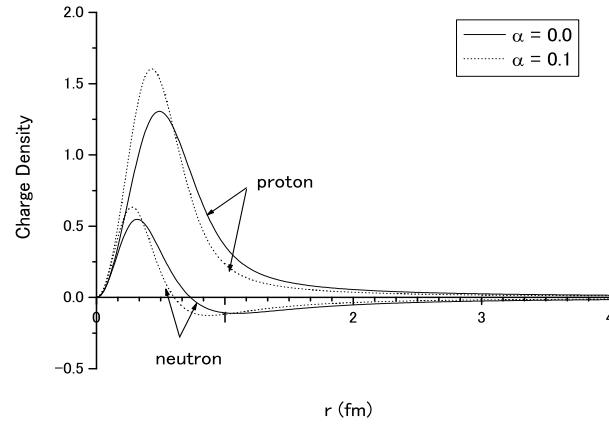 2.0
α = 0.0
α = 0.1
1.5
1.0
Charge Density
proton
0.5
0.0
0
1
2
3
4
neutron
−0.5
r (fm)